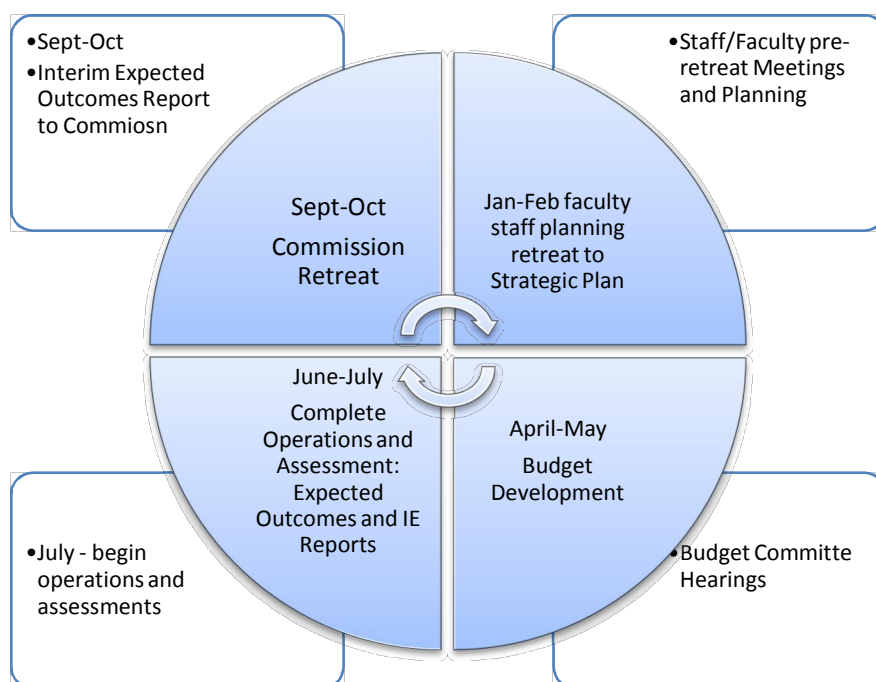 •Sept-Oct
•Interim Expected
Outcomes Report
to Commiosn
•Staff/Faculty pre-
retreat Meetings
and Planning
Sept-Oct
Commission
Retreat
Jan-Feb faculty
staff planning
retreat to
Strategic Plan
June-July
Complete
Operations and
Assessment:
Expected
Outcomes and IE
Reports
April-May
Budget
Development
•July - begin
operations and
assessments
•Budget Committe
Hearings